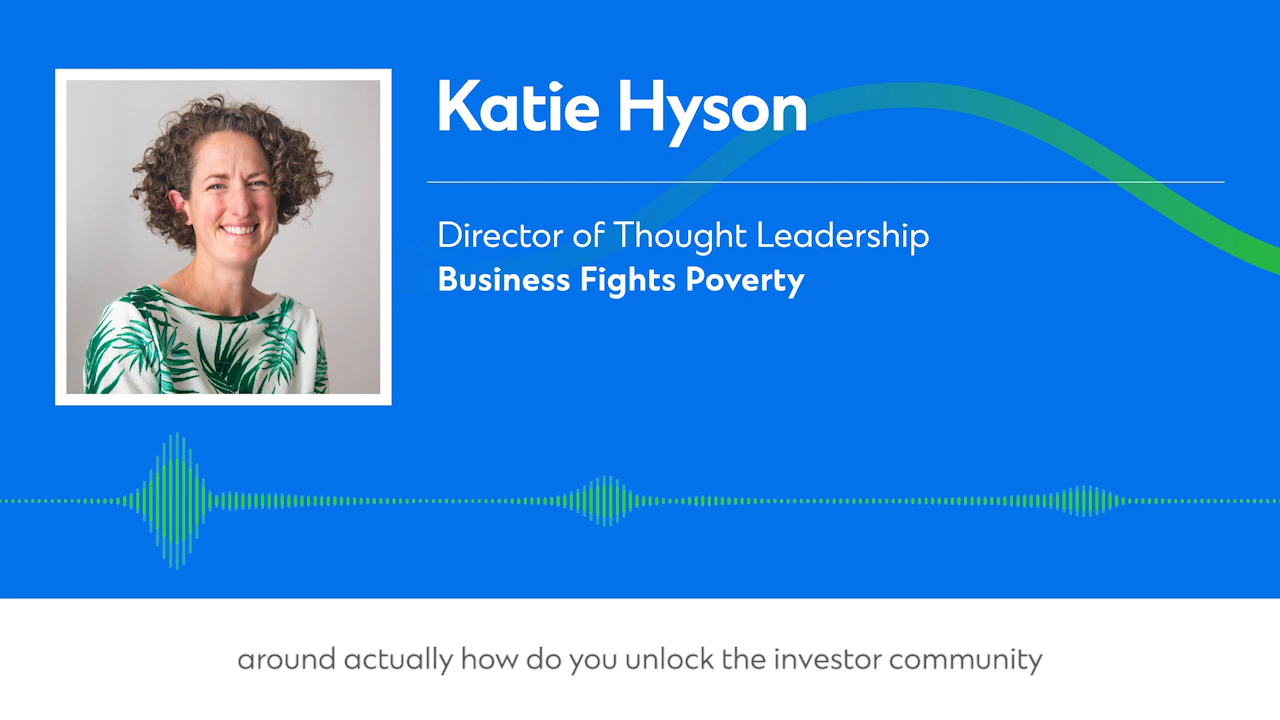 Katie Hyson
Director of Thought Leadership
Business Fights Poverty
around actually how do you unlock the investor community